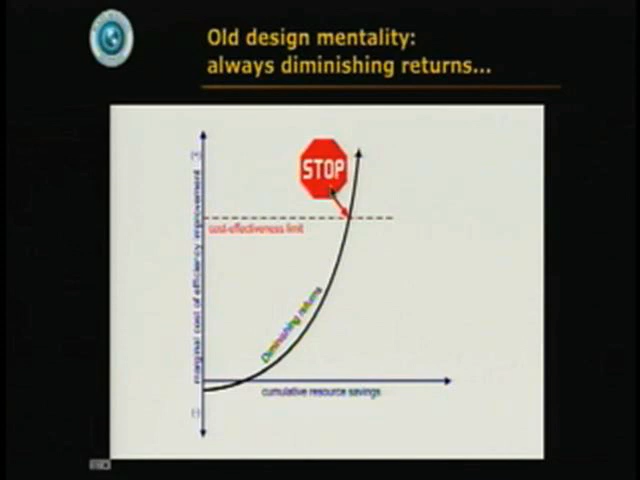 Old design mentality:
always diminishing returns...
STOP
cost-effectiveness limit
marginal cost of efficiency improvement
Diminishing returns
cumulative resource savings